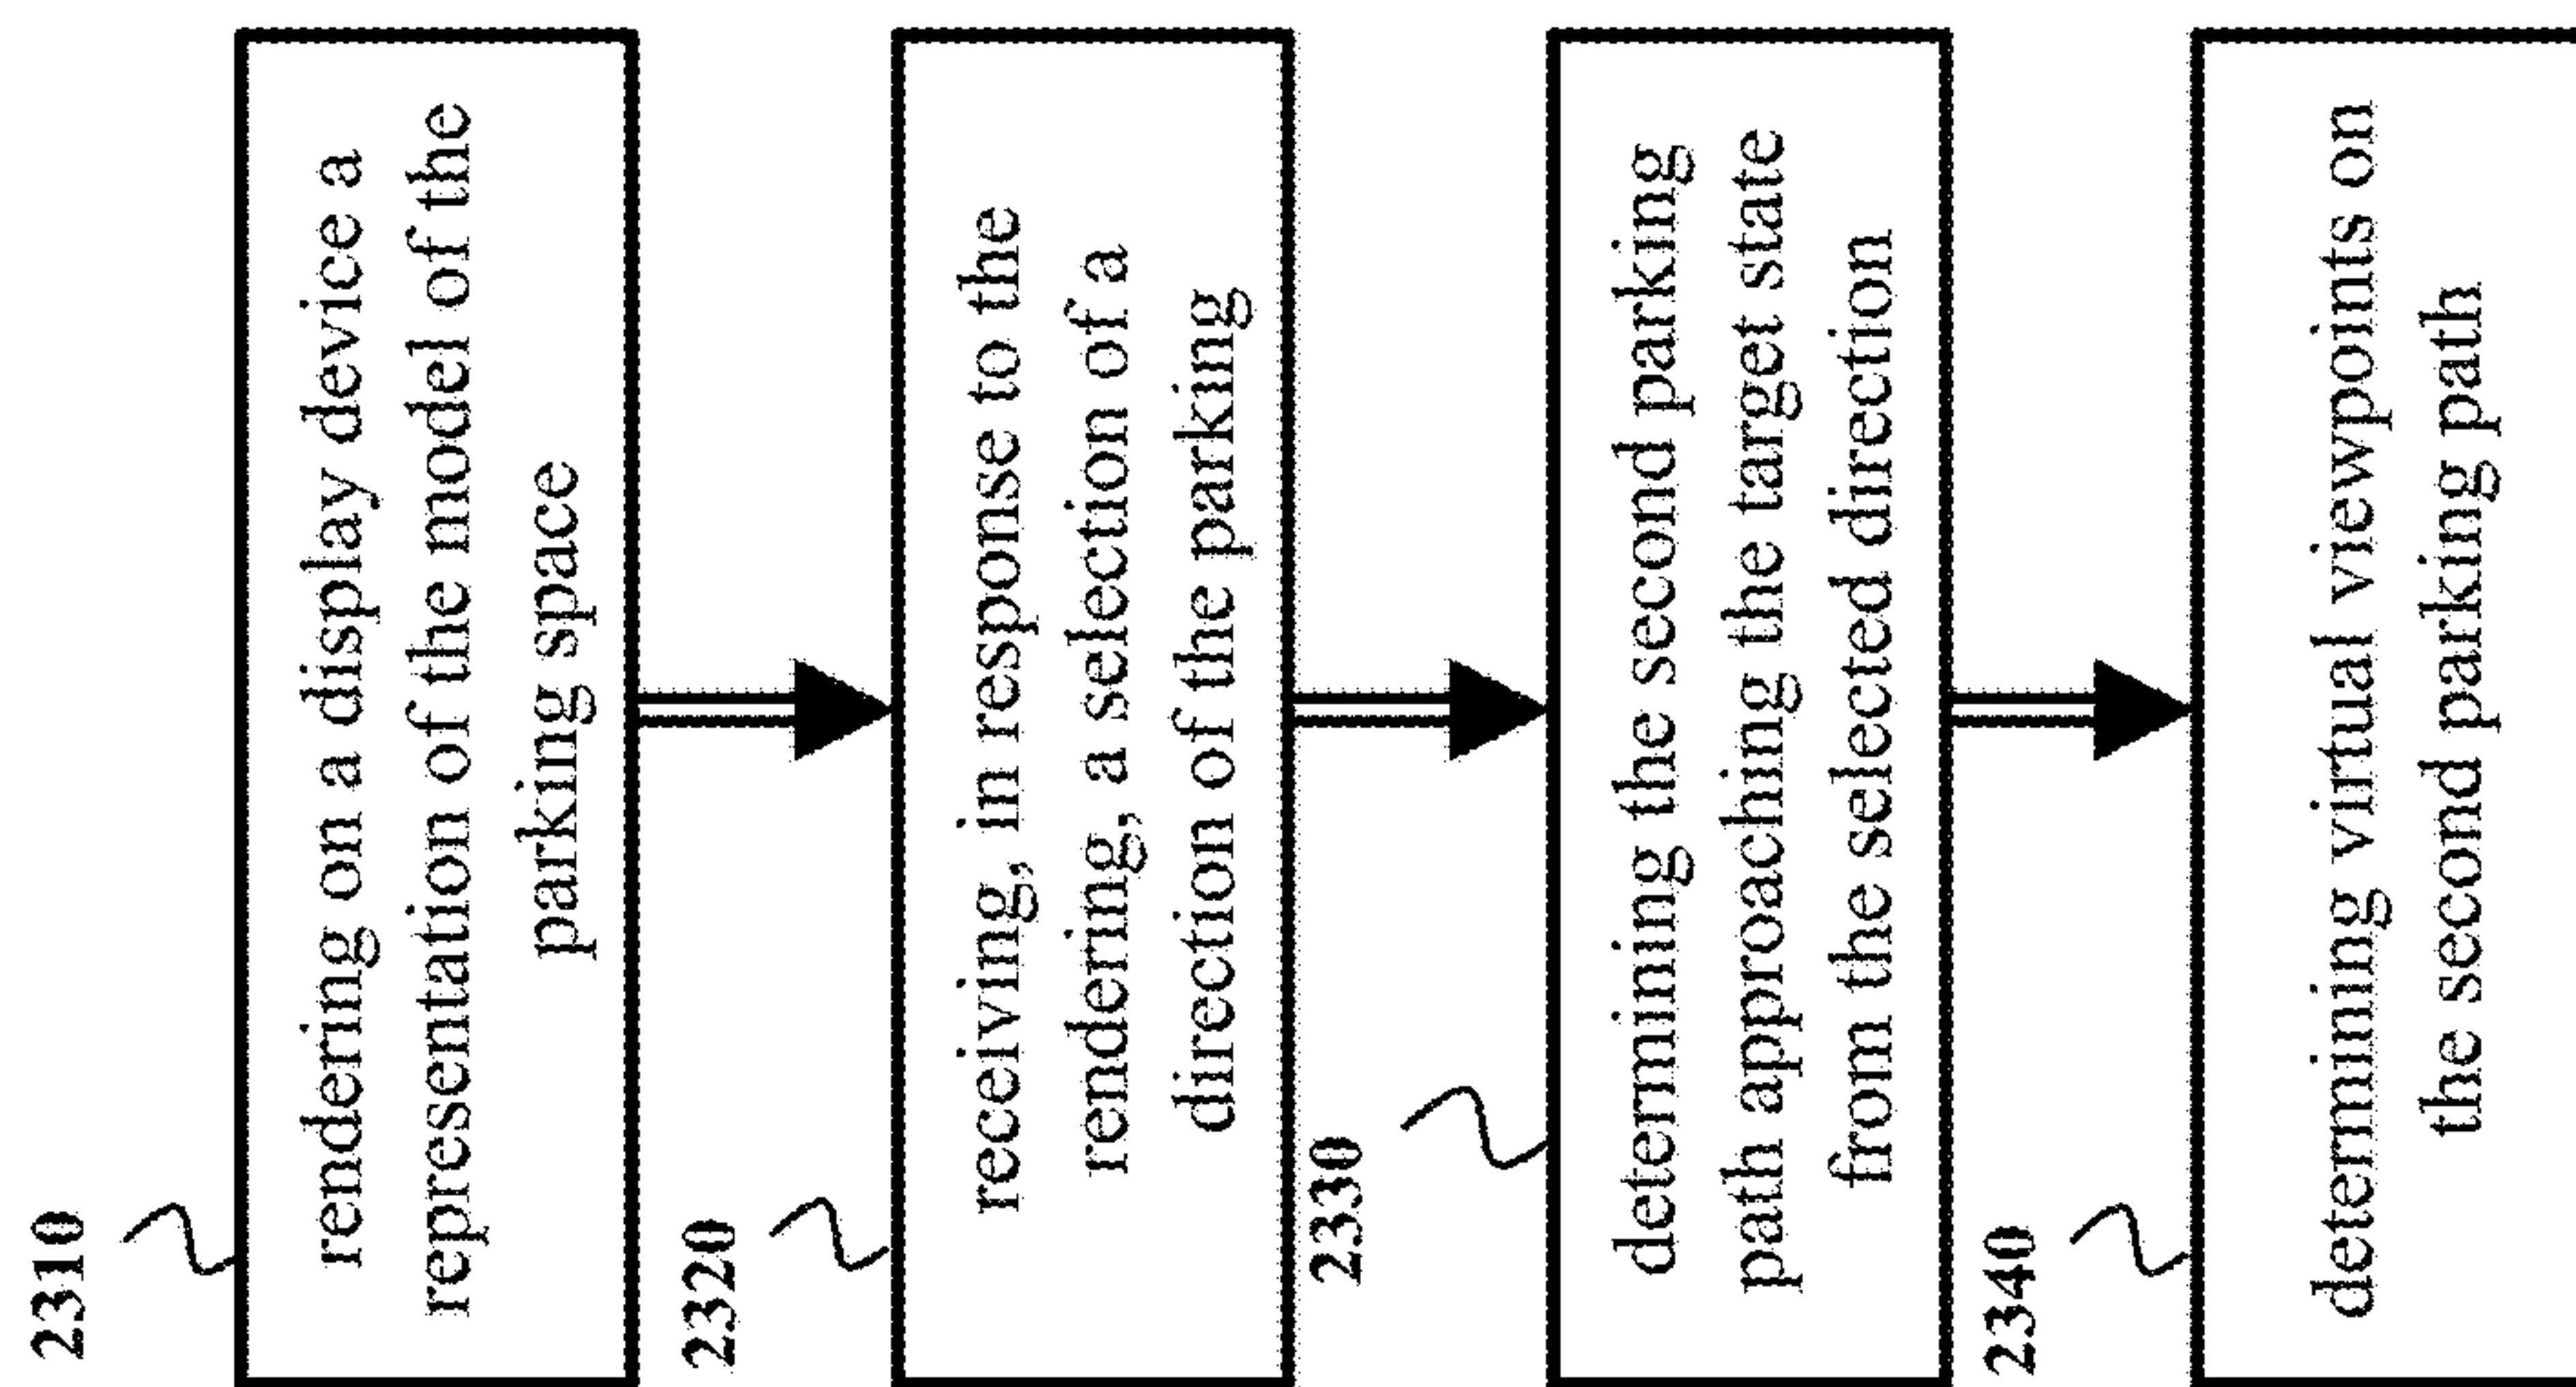 2310
rendering on a display device a
representation of the model of the
parking space
2320
receiving, in response to the
rendering, a selection of a
direction of the parking
2330
determining the second parking
path approaching the target state
from the selected direction
2340
determining virtual viewpoints on
the second parking path